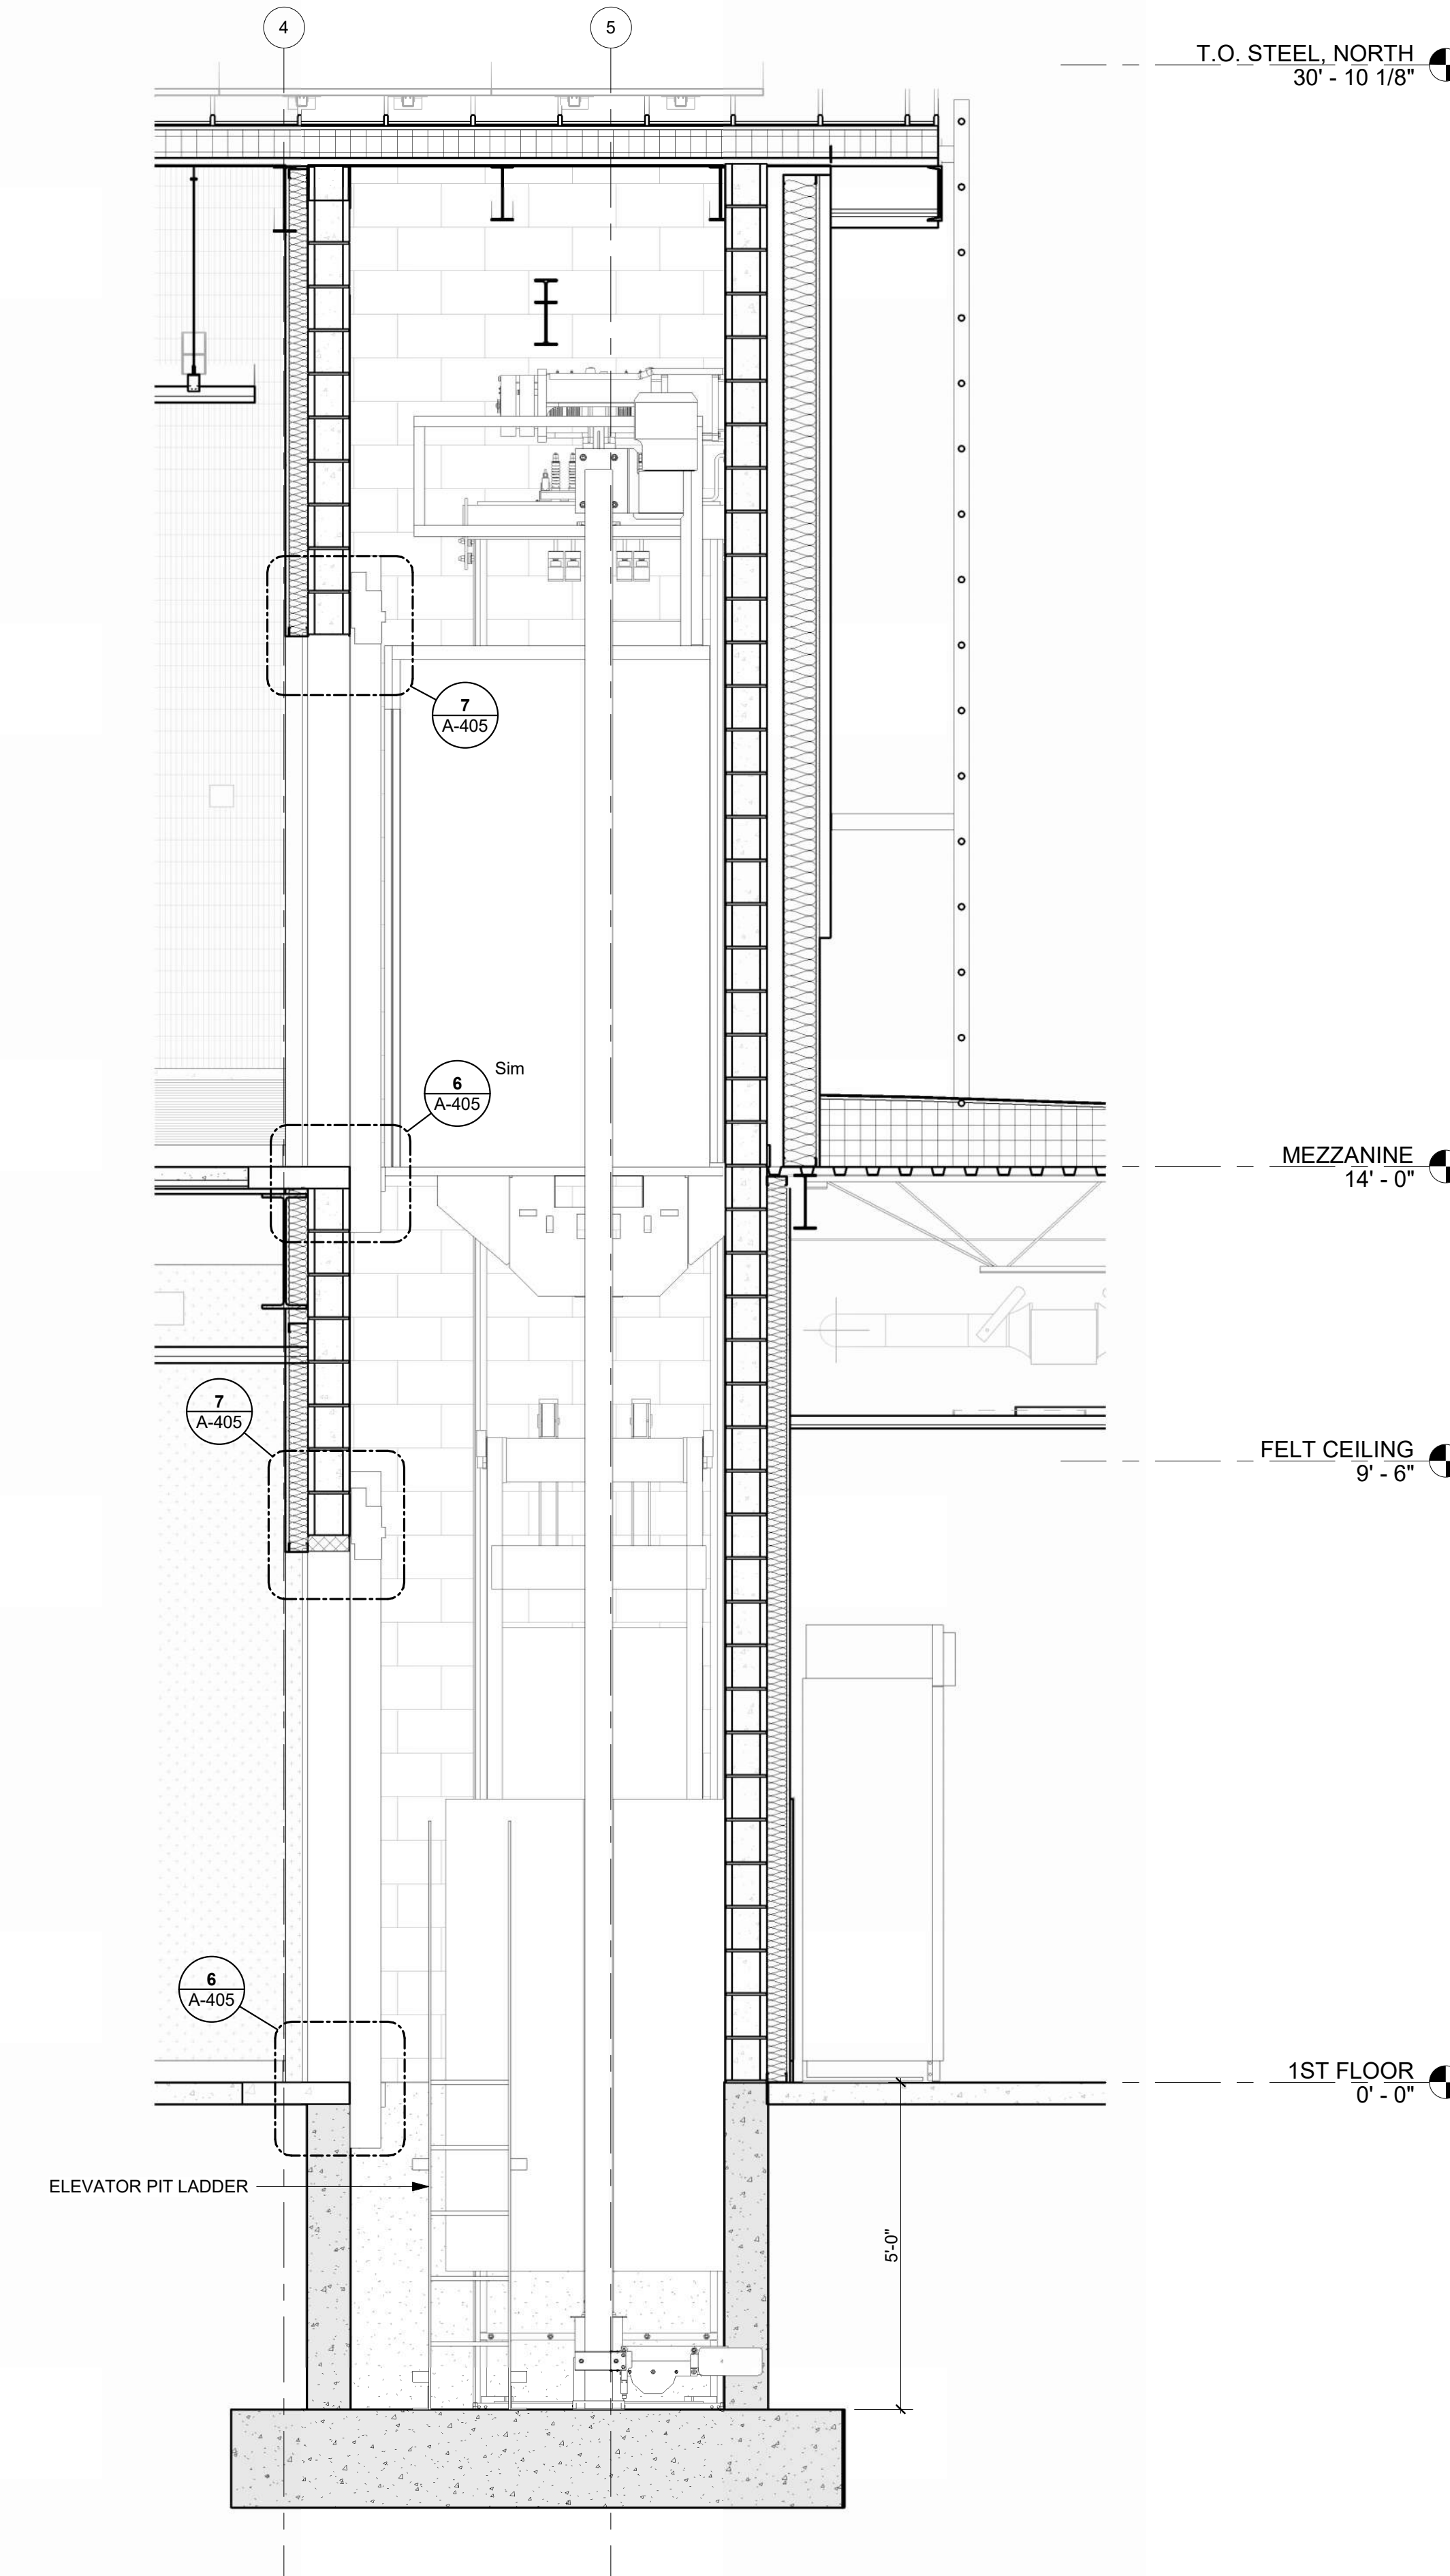 4
5
T.O. STEEL, NORTH
30' - 10 1/8"
7
A-405
6
A-405
Sim
MEZZANINE
14' - 0"
7
A-405
FELT CEILING
9' - 6"
6
A-405
1ST FLOOR
0' - 0"
ELEVATOR PIT LADDER
5'-0"